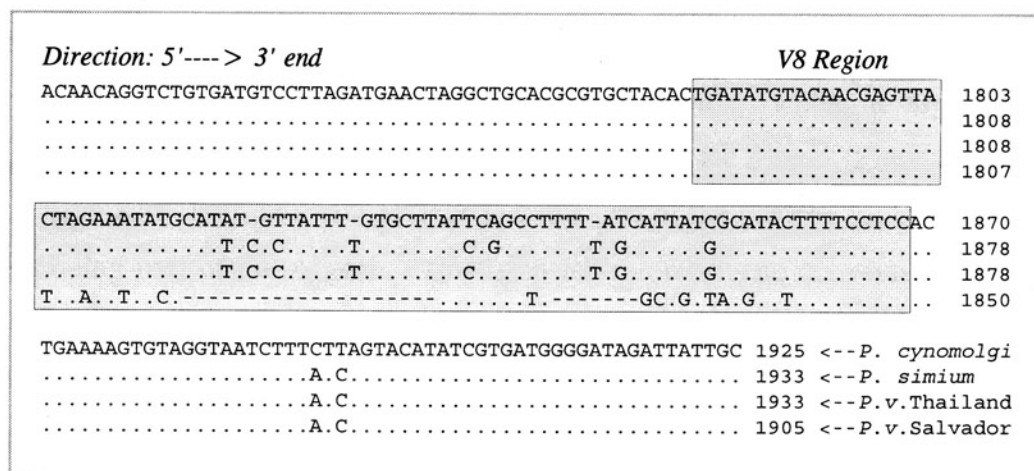 Direction: 5'----> 3' end V8 Region
ACAACAGGTCTGTGATGTCCTTAGATGAACTAGGCTGCACGCGTGCTACACTGATATGTACAACGAGTTA 1803
...................................................................... 1808
...................................................................... 1808
...................................................................... 1807
CTAGAAATATGCATAT-GTTATTT-GTGCTTATTCAGCCTTTT-ATCATTATCGCATACTTTTCCTCCAC 1870
..............T.C.C.....T........C.G.......T.G......G................. 1878
..............T.C.C.....T........C.........T.G......G................. 1878
T..A..T..C.--------------------.......T.-------GC.G.TA.G..T........... 1850
TGAAAAGTGTAGGTAATCTTTCTTAGTACATATCGTGATGGGGATAGATTATTGC 1925 <--P. cynomolgi
.....................A.C............................... 1933 <--P. simium
.....................A.C............................... 1933 <--P.v.Thailand
.....................A.C............................... 1905 <--P.v.Salvador